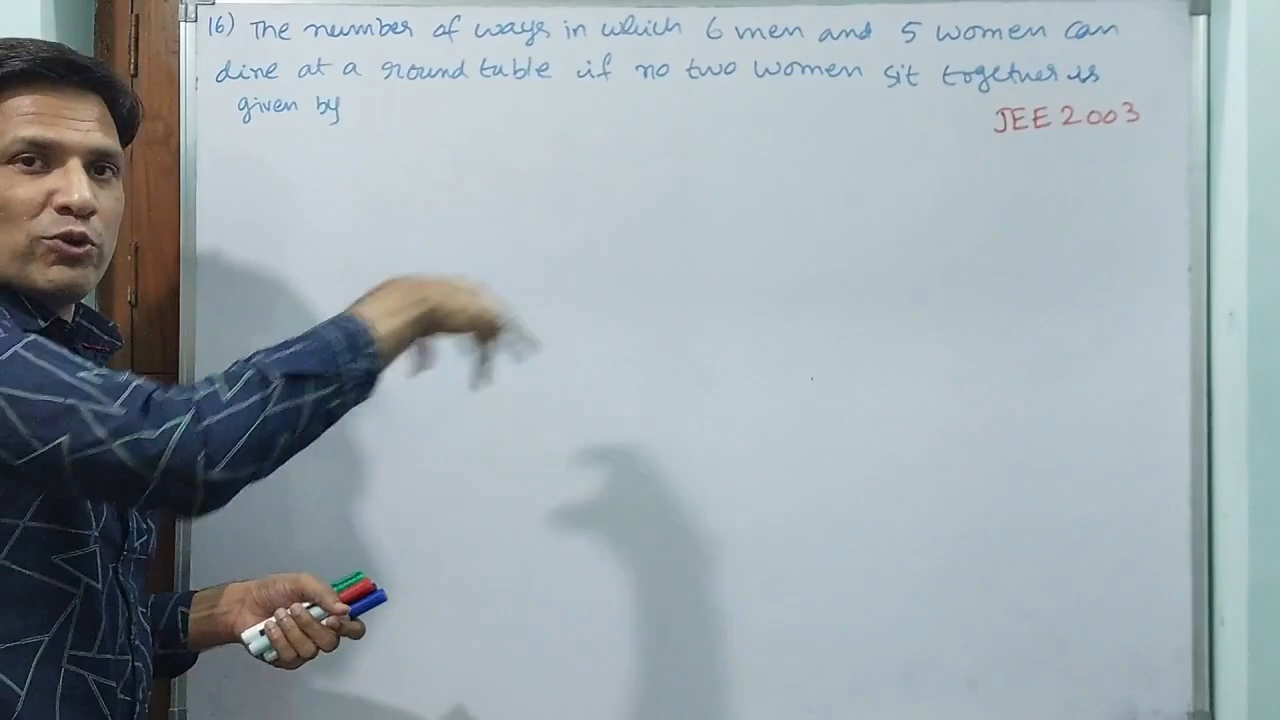 16) The number of ways in which 6 men and 5 women can
dine at a round table if no two women sit together is
given by
JEE 2003